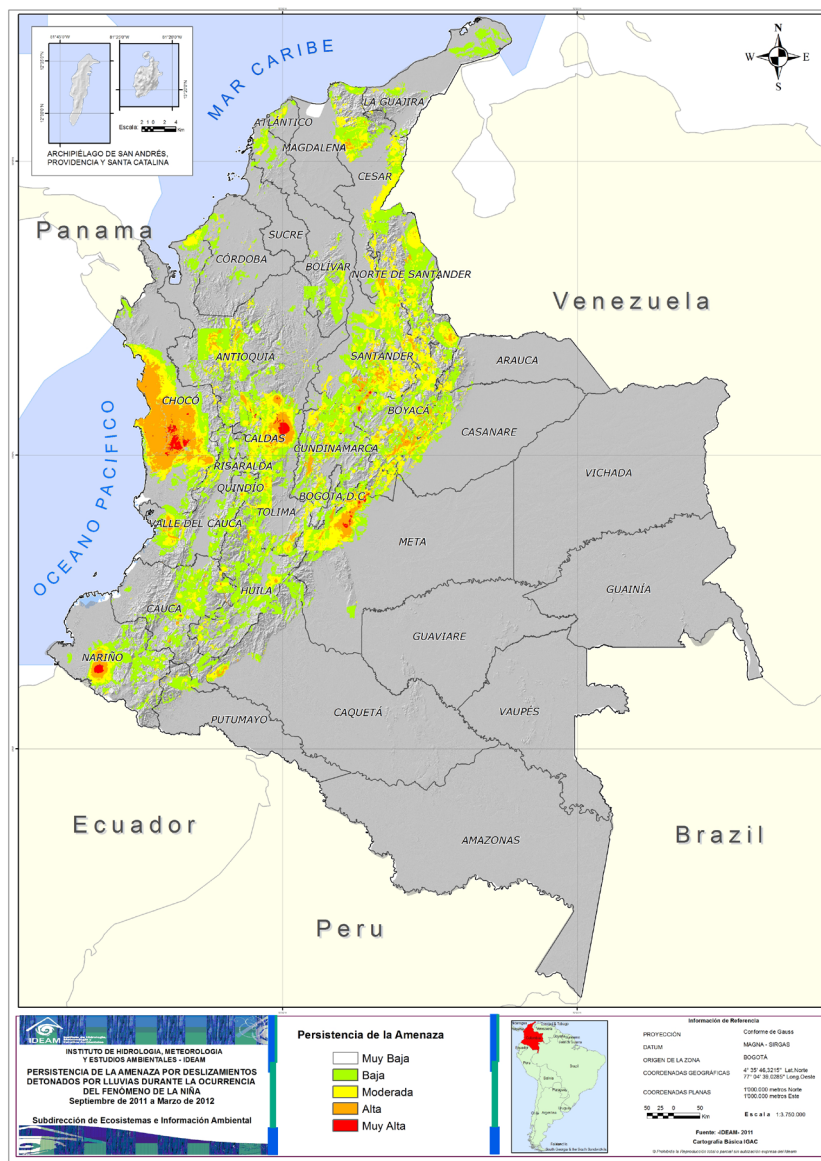 N
W E
S
Escala: 2 1 0 2 4
Km
ARCHIPIÉLAGO DE SAN ANDRÉS,
PROVIDENCIA Y SANTA CATALINA
MAR CARIBE
LA GUAJIRA
ATLÁNTICO
MAGDALENA
CESAR
Panama
SUCRE
CÓRDOBA
BOLÍVAR
NORTE DE SANTANDER
Venezuela
ANTIOQUIA
SANTANDER
ARAUCA
CHOCÓ
BOYACÁ
CALDAS
CASANARE
CUNDINAMARCA
RISARALDA
VICHADA
QUINDÍO
BOGOTÁ, D.C.
TOLIMA
VALLE DEL CAUCA
META
OCEANO PACIFICO
GUAINÍA
HUILA
CAUCA
GUAVIARE
NARIÑO
CAQUETÁ
VAUPÉS
PUTUMAYO
Ecuador
Brazil
AMAZONAS
Peru
IDEAM
INSTITUTO DE HIDROLOGIA, METEOROLOGIA
Y ESTUDIOS AMBIENTALES - IDEAM
PERSISTENCIA DE LA AMENAZA POR DESLIZAMIENTOS
DETONADOS POR LLUVIAS DURANTE LA OCURRENCIA
DEL FENÓMENO DE LA NIÑA
Septiembre de 2011 a Marzo de 2012
Subdirección de Ecosistemas e Información Ambiental
Persistencia de la Amenaza
Muy Baja
Baja
Moderada
Alta
Muy Alta
Información de Referencia
PROYECCIÓN Conforme de Gauss
DATUM MAGNA - SIRGAS
ORIGEN DE LA ZONA BOGOTÁ
COORDENADAS GEOGRÁFICAS 4° 35' 46,3215" Lat.Norte
77° 04' 39,0285" Long.Oeste
COORDENADAS PLANAS 1'000.000 metros Norte
1'000.000 metros Este
50 25 0 50
Km
Escala 1:3.750.000
Fuente: -IDEAM- 2011
Cartografía Básica IGAC